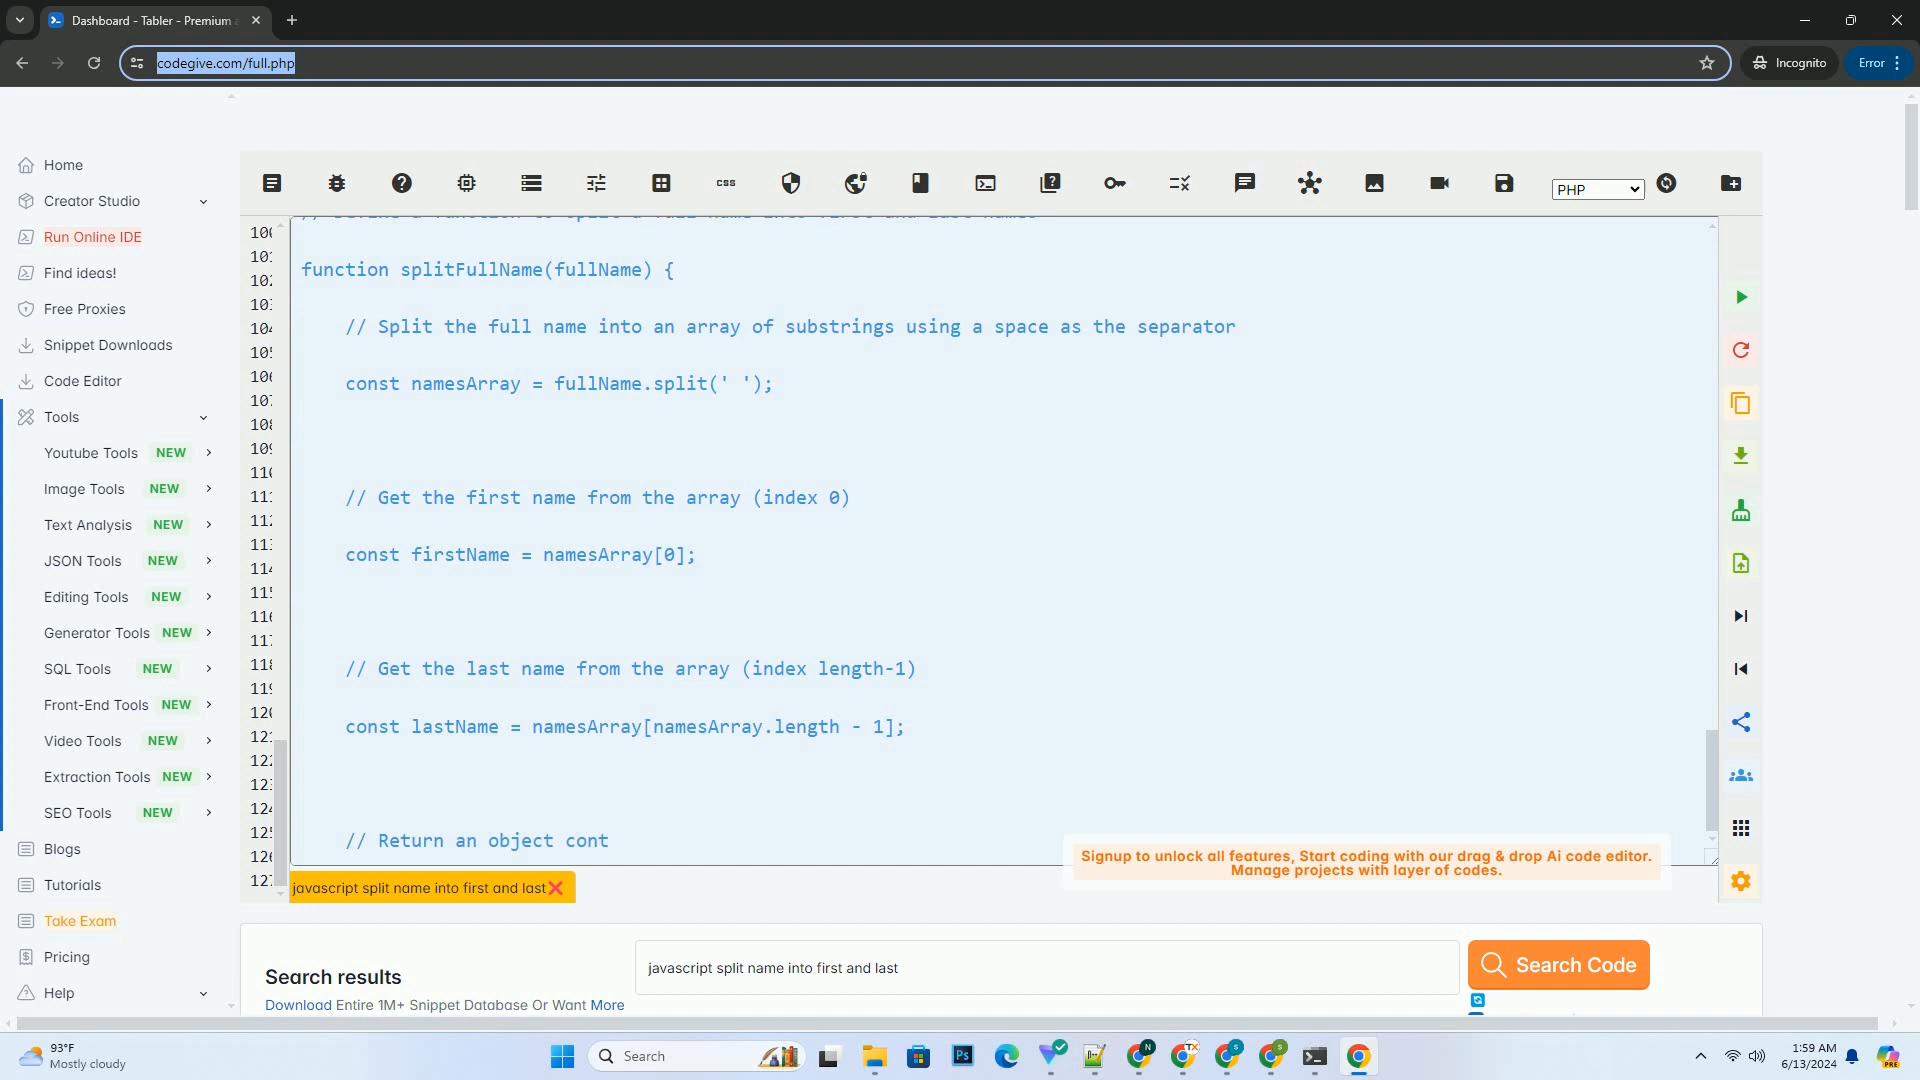 Dashboard - Tabler - Premium
codegive.com/full.php
Incognito
Error
Home
Creator Studio
Run Online IDE
Find ideas!
Free Proxies
Snippet Downloads
Code Editor
Tools
Youtube Tools NEW
Image Tools NEW
Text Analysis NEW
JSON Tools NEW
Editing Tools NEW
Generator Tools NEW
SQL Tools NEW
Front-End Tools NEW
Video Tools NEW
Extraction Tools NEW
SEO Tools NEW
Blogs
Tutorials
Take Exam
Pricing
Help
css
PHP
function splitFullName(fullName) {
// Split the full name into an array of substrings using a space as the separator
const namesArray = fullName.split(' ');
// Get the first name from the array (index 0)
const firstName = namesArray[0];
// Get the last name from the array (index length-1)
const lastName = namesArray[namesArray.length - 1];
// Return an object cont
Signup to unlock all features, Start coding with our drag & drop Ai code editor.
Manage projects with layer of codes.
javascript split name into first and last
Search results
Download Entire 1M+ Snippet Database Or Want More
javascript split name into first and last
Search Code
93°F
Mostly cloudy
Search
1:59 AM
6/13/2024